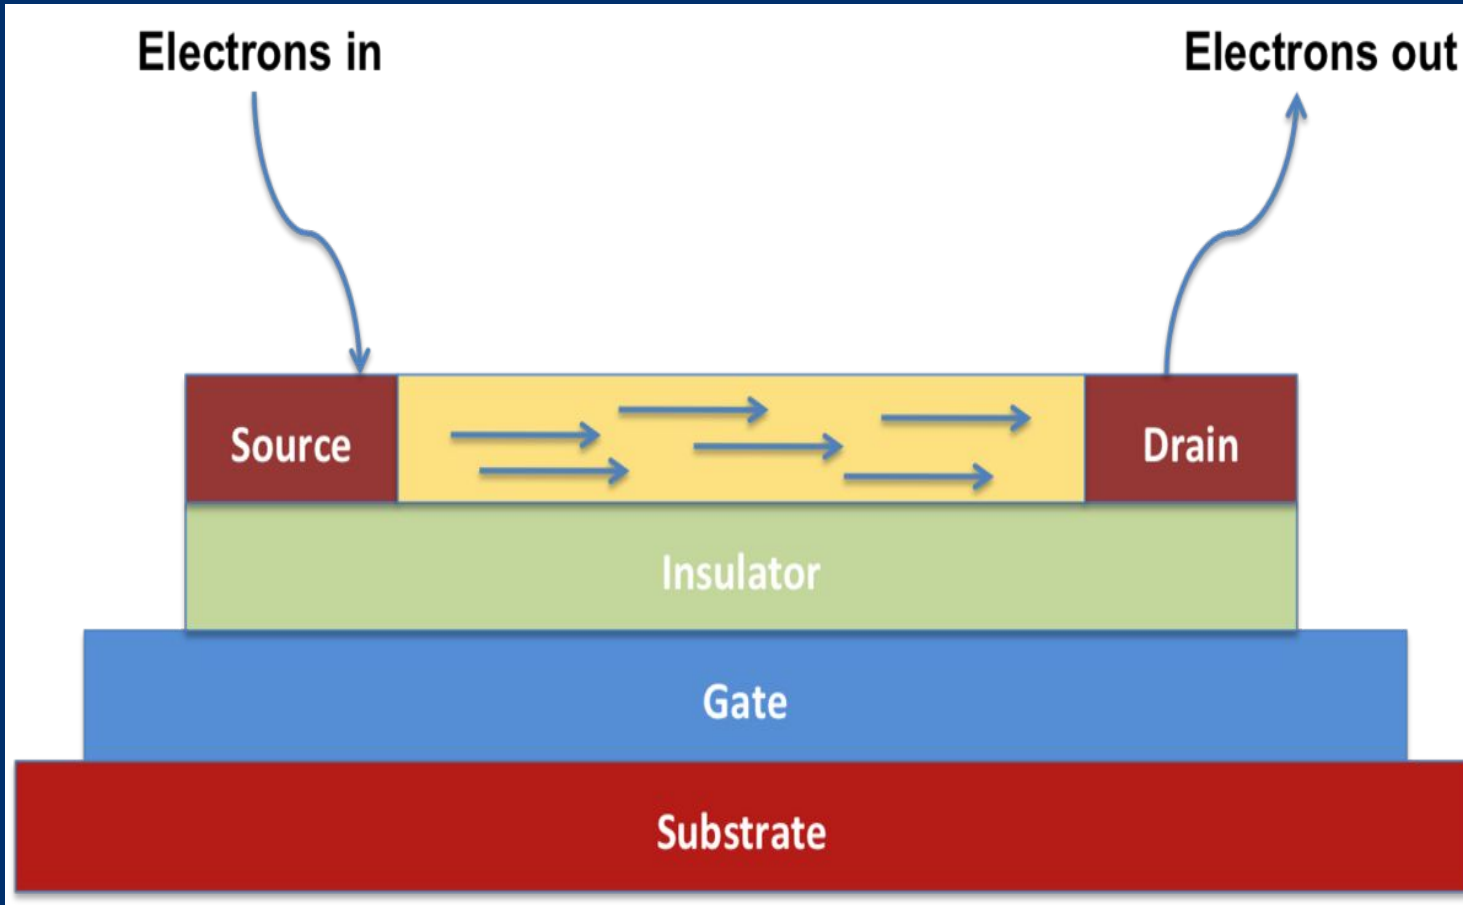 Electrons in
Electrons out
Source
Drain
Insulator
Gate
Substrate